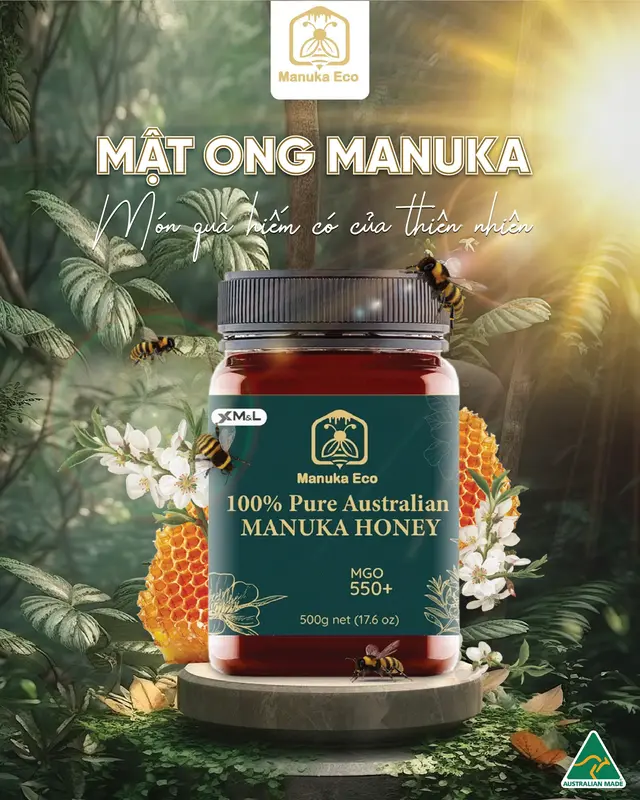 Manuka Eco
MẬT ONG MANUKA
Món quà hiếm có của thiên nhiên
XM&L
Manuka Eco
100% Pure Australian
MANUKA HONEY
MGO
550+
500g net (17.6 oz)
AUSTRALIAN MADE